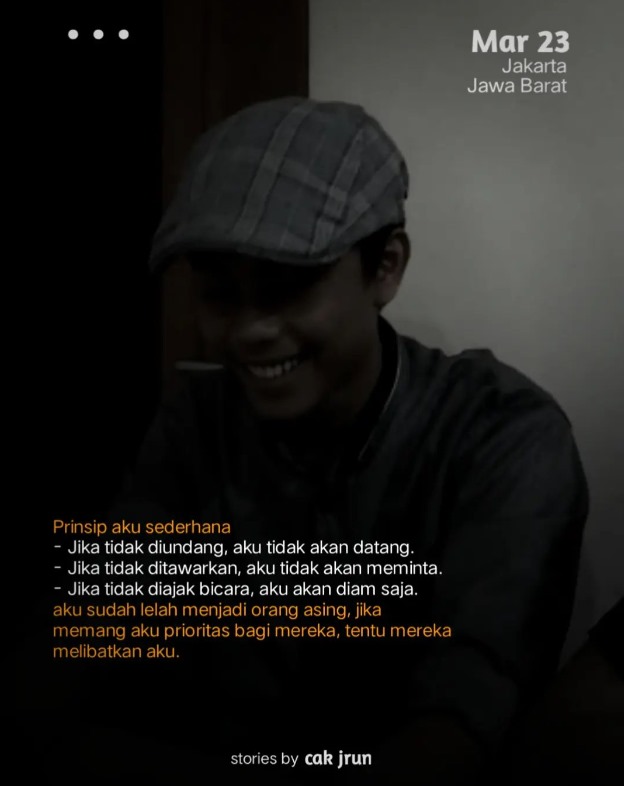 Mar 23
Jakarta
Jawa Barat
Prinsip aku sederhana
- Jika tidak diundang, aku tidak akan datang.
- Jika tidak ditawarkan, aku tidak akan meminta.
- Jika tidak diajak bicara, aku akan diam saja.
aku sudah lelah menjadi orang asing, jika
memang aku prioritas bagi mereka, tentu mereka
melibatkan aku.
stories by cak jrun